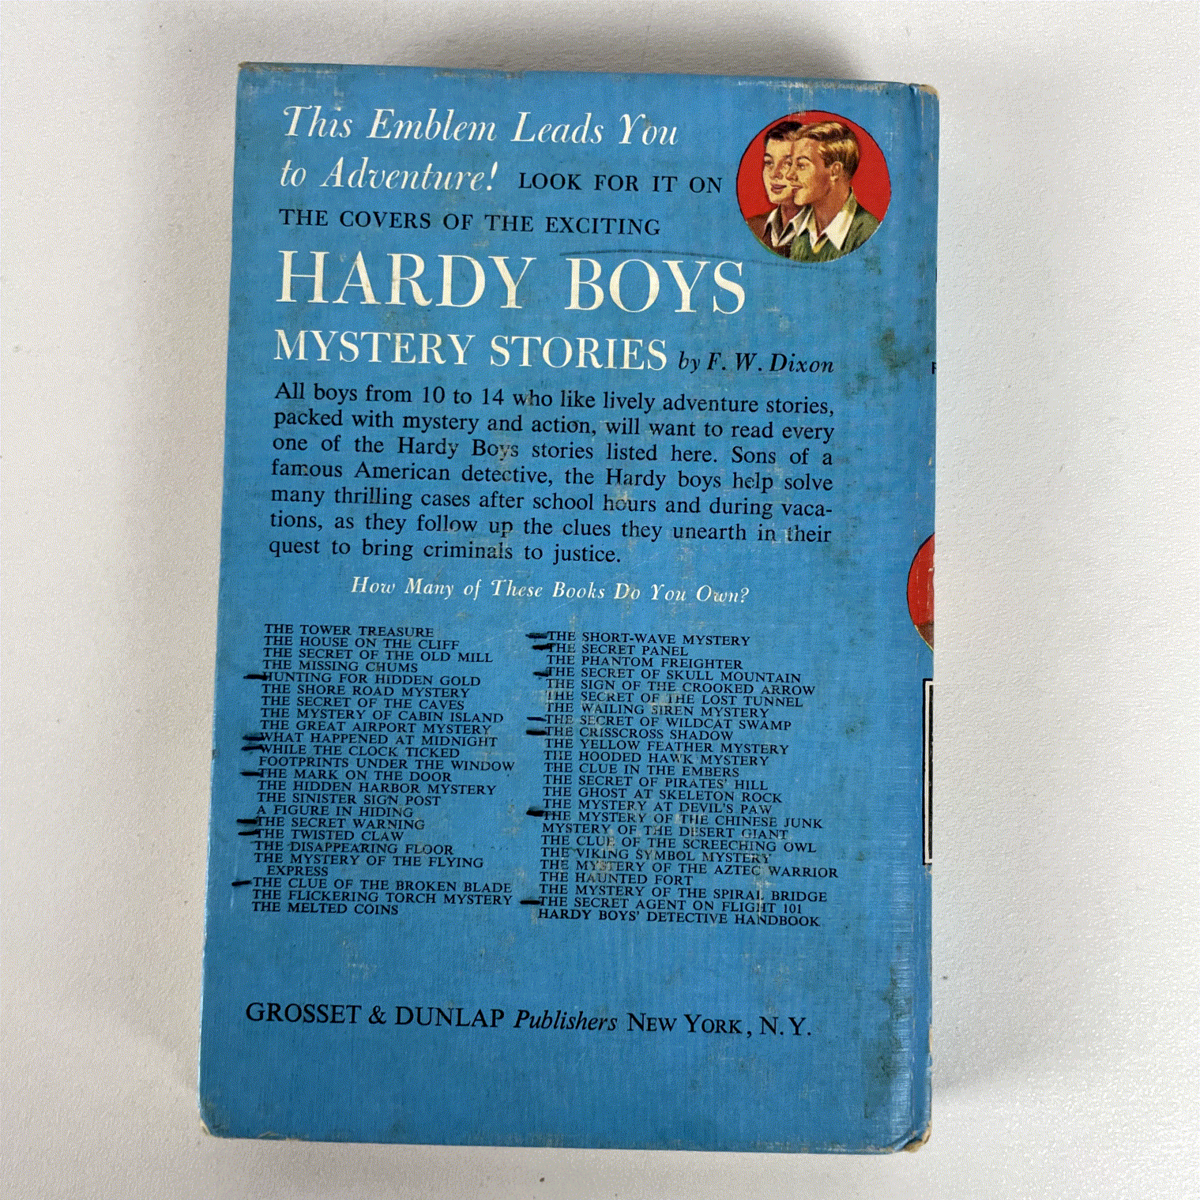 This Emblem Leads You
to Adventure! LOOK FOR IT ON
THE COVERS OF THE EXCITING
HARDY BOYS
MYSTERY STORIES by F. W. Dixon
All boys from 10 to 14 who like lively adventure stories,
packed with mystery and action, will want to read every
one of the Hardy Boys stories listed here. Sons of a
famous American detective, the Hardy boys help solve
many thrilling cases after school hours and during vaca-
tions, as they follow up the clues they unearth in their
quest to bring criminals to justice.
How Many of These Books Do You Own?
THE TOWER TREASURE
THE HOUSE ON THE CLIFF
THE SECRET OF THE OLD MILL
THE MISSING CHUMS
HUNTING FOR HIDDEN GOLD
THE SHORE ROAD MYSTERY
THE SECRET OF THE CAVES
THE MYSTERY OF CABIN ISLAND
THE GREAT AIRPORT MYSTERY
WHAT HAPPENED AT MIDNIGHT
WHILE THE CLOCK TICKED
FOOTPRINTS UNDER THE WINDOW
THE MARK ON THE DOOR
THE HIDDEN HARBOR MYSTERY
THE SINISTER SIGN POST
A FIGURE IN HIDING
THE SECRET WARNING
THE TWISTED CLAW
THE DISAPPEARING FLOOR
THE MYSTERY OF THE FLYING
EXPRESS
THE CLUE OF THE BROKEN BLADE
THE FLICKERING TORCH MYSTERY
THE MELTED COINS
THE SHORT-WAVE MYSTERY
THE SECRET PANEL
THE PHANTOM FREIGHTER
THE SECRET OF SKULL MOUNTAIN
THE SIGN OF THE CROOKED ARROW
THE SECRET OF THE LOST TUNNEL
THE WAILING SIREN MYSTERY
THE SECRET OF WILDCAT SWAMP
THE CRISSCROSS SHADOW
THE YELLOW FEATHER MYSTERY
THE HOODED HAWK MYSTERY
THE CLUE IN THE EMBERS
THE SECRET OF PIRATES' HILL
THE GHOST AT SKELETON ROCK
THE MYSTERY AT DEVIL'S PAW
THE MYSTERY OF THE CHINESE JUNK
MYSTERY OF THE DESERT GIANT
THE CLUE OF THE SCREECHING OWL
THE VIKING SYMBOL MYSTERY
THE MYSTERY OF THE AZTEC WARRIOR
THE HAUNTED FORT
THE MYSTERY OF THE SPIRAL BRIDGE
THE SECRET AGENT ON FLIGHT 101
HARDY BOYS' DETECTIVE HANDBOOK
GROSSET & DUNLAP Publishers NEW YORK, N. Y.